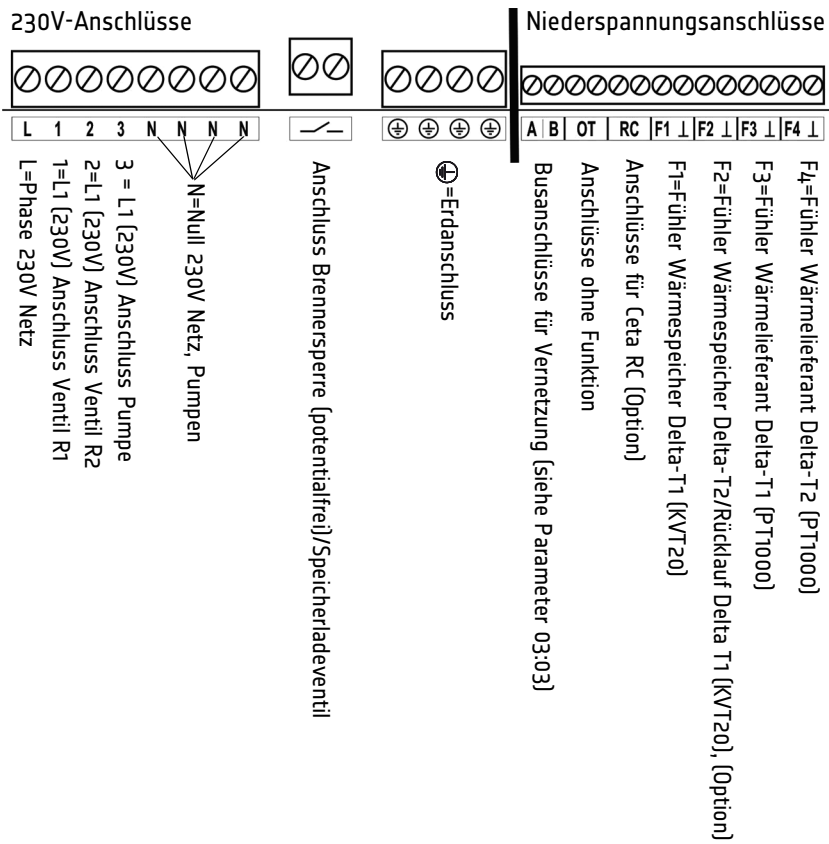 230V-Anschlüsse
Niederspannungsanschlüsse
L 1 2 3 N N N N
A B OT RC F1 ⊥ F2 ⊥ F3 ⊥ F4 ⊥
L=Phase 230V Netz
1=L1 (230V) Anschluss Ventil R1
2=L1 (230V) Anschluss Ventil R2
3 = L1 (230V) Anschluss Pumpe
N=Null 230V Netz, Pumpen
Anschluss Brennersperre (potentialfrei)/Speicherladeventil
⏚=Erdanschluss
Busanschlüsse für Vernetzung (siehe Parameter 03:03)
Anschlüsse ohne Funktion
Anschlüsse für Ceta RC (Option)
F1=Fühler Wärmespeicher Delta-T1 (KVT20)
F2=Fühler Wärmespeicher Delta-T2/Rücklauf Delta T1 (KVT20), (Option)
F3=Fühler Wärmelieferant Delta-T1 (PT1000)
F4=Fühler Wärmelieferant Delta-T2 (PT1000)